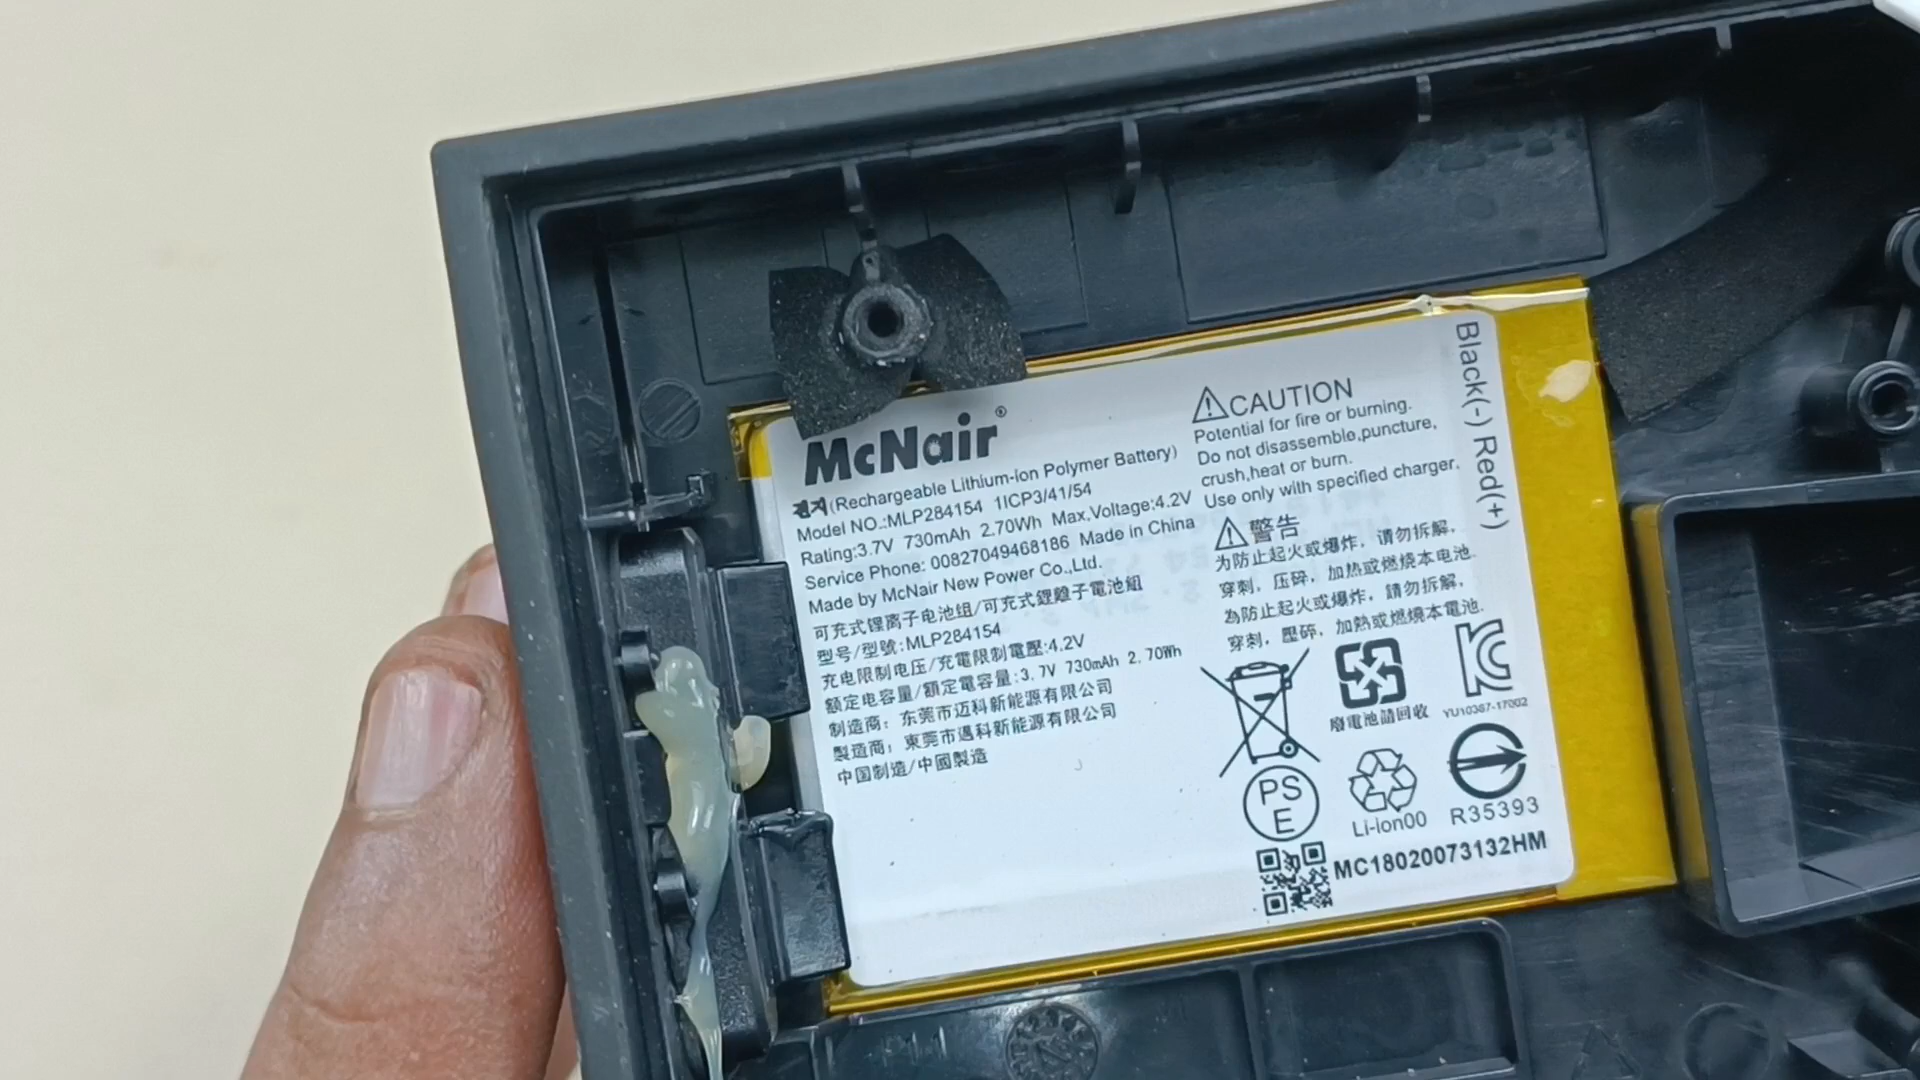 McNair®
전지(Rechargeable Lithium-ion Polymer Battery)
Model NO.:MLP284154 1ICP3/41/54
Rating:3.7V 730mAh 2.70Wh Max.Voltage:4.2V
Service Phone: 00827049468186 Made in China
Made by McNair New Power Co.,Ltd.
可充式锂离子电池组/可充式鋰離子電池組
型号/型號:MLP284154
充电限制电压/充電限制電壓:4.2V
额定电容量/額定電容量:3.7V 730mAh 2.70Wh
制造商：东莞市迈科新能源有限公司
製造商：東莞市邁科新能源有限公司
中国制造/中國製造
CAUTION
Potential for fire or burning.
Do not disassemble,puncture,
crush,heat or burn.
Use only with specified charger.
警告
为防止起火或爆炸，请勿拆解，
穿刺，压碎，加热或燃烧本电池.
為防止起火或爆炸，請勿拆解，
穿刺，壓碎，加熱或燃燒本電池.
Black(-) Red(+)
廢電池請回收
YU10387-17002
PS
E
Li-ion00
R35393
MC18020073132HM